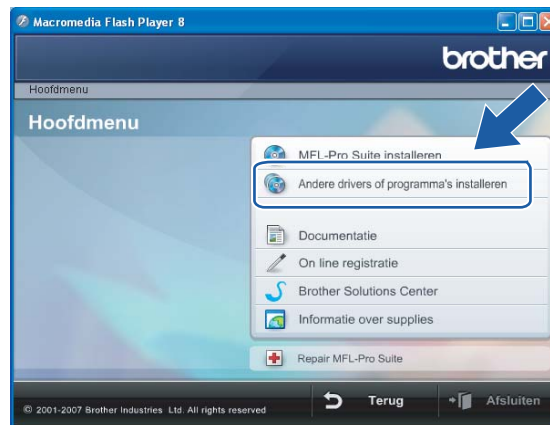 Macromedia Flash Player 8
brother
Hoofdmenu
Hoofdmenu
MFL-Pro Suite installeren
Andere drivers of programma's installeren
Documentatie
On line registratie
Brother Solutions Center
Informatie over supplies
Repair MFL-Pro Suite
© 2001-2007 Brother Industries Ltd. All rights reserved
Terug
Afsluiten